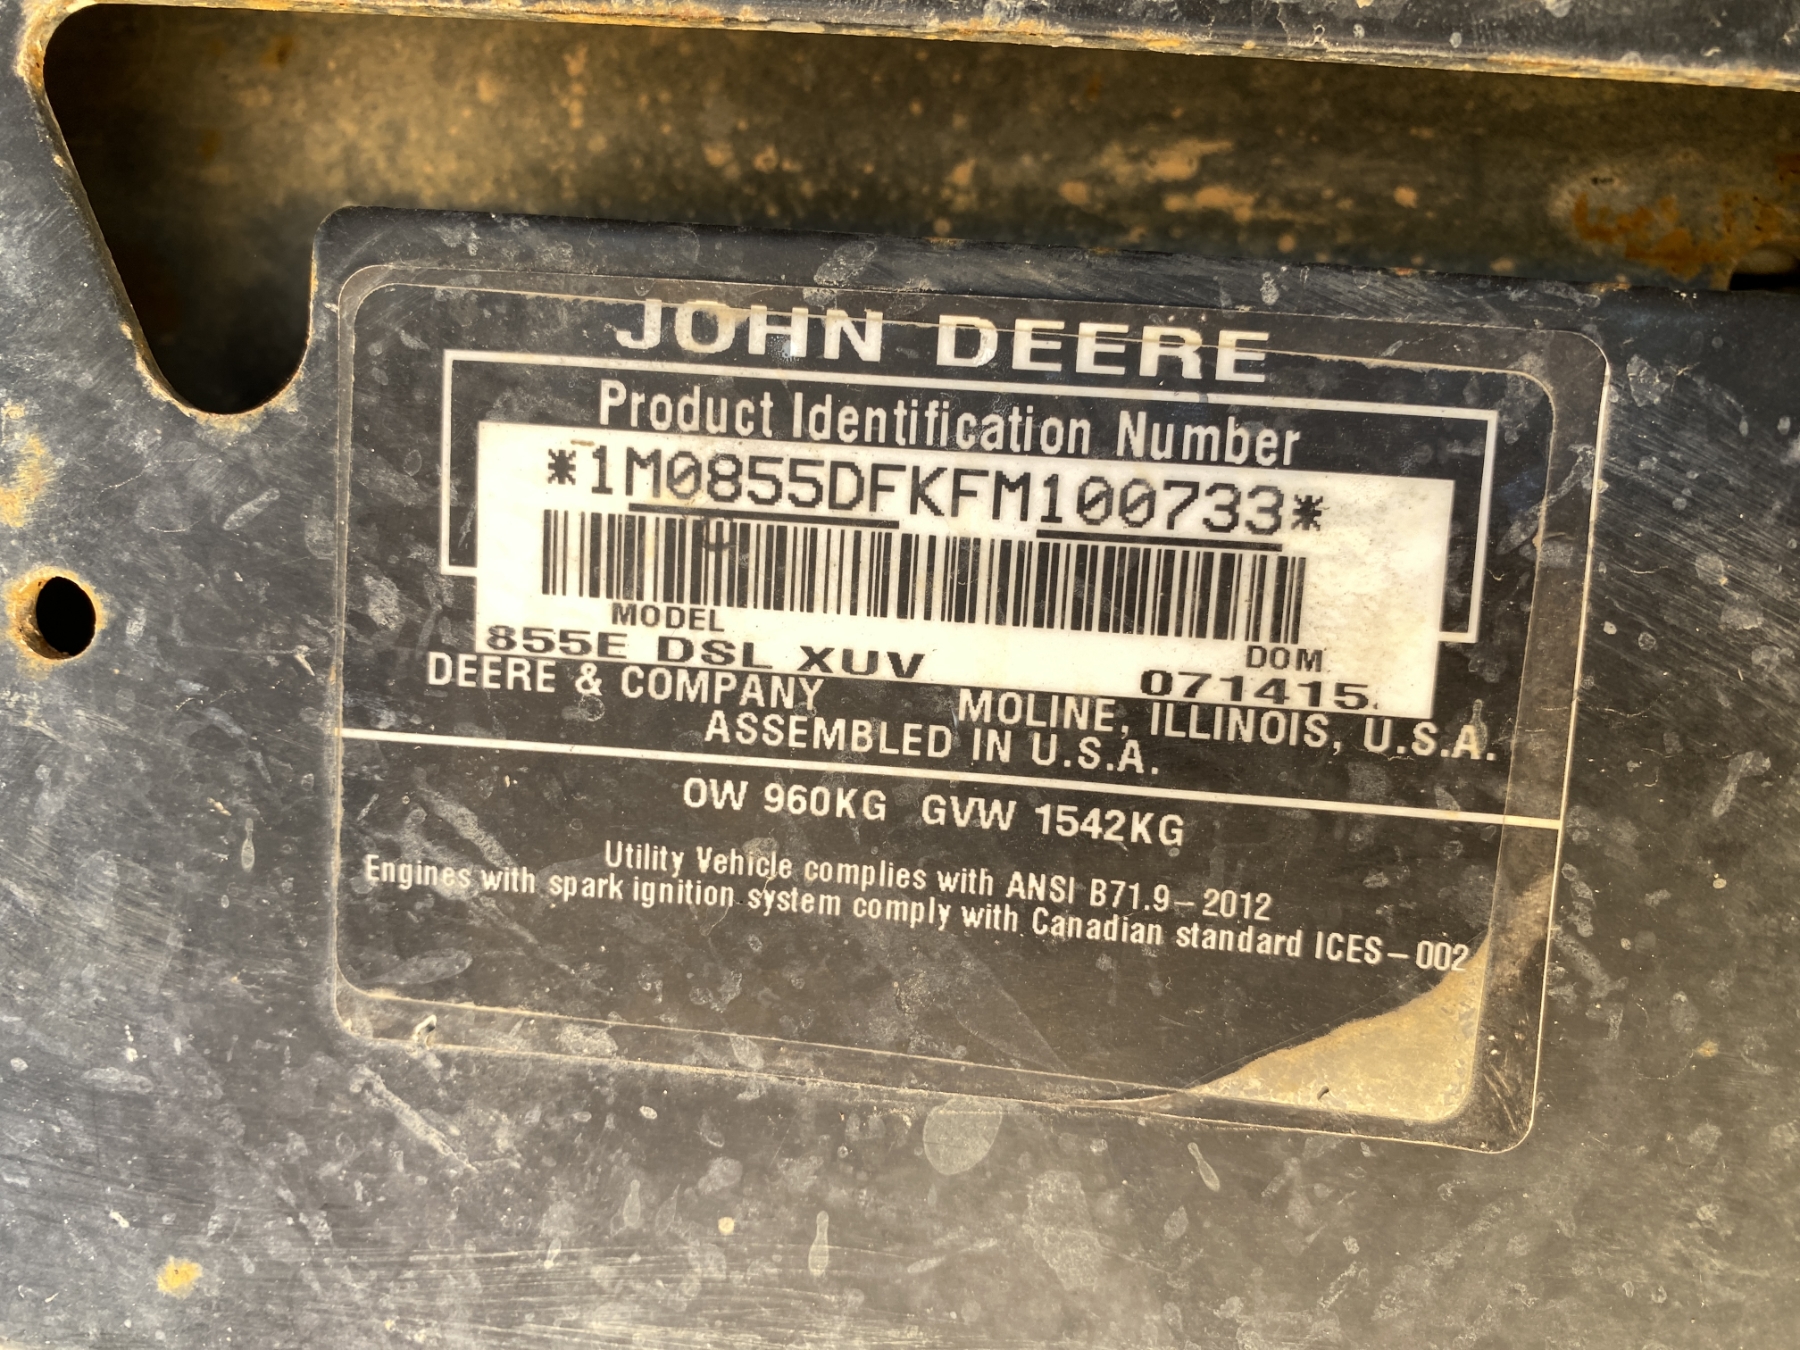 JOHN DEERE
Product Identification Number
*1M0855DFKFM100733*
MODEL
855E DSL XUV
DOM
071415
DEERE & COMPANY MOLINE, ILLINOIS, U.S.A.
ASSEMBLED IN U.S.A.
OW 960KG GVW 1542KG
Utility Vehicle complies with ANSI B71.9–2012
Engines with spark ignition system comply with Canadian standard ICES–002